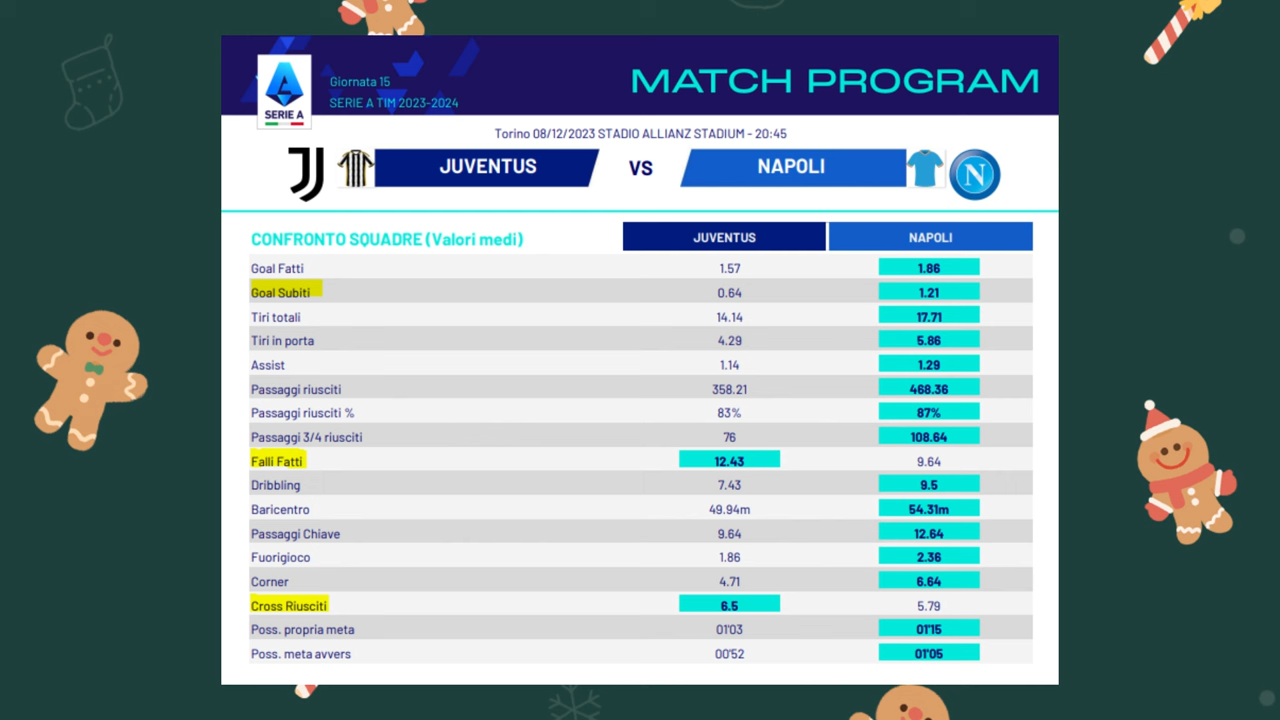 Giornata 15
SERIE A TIM 2023-2024
MATCH PROGRAM
SERIE A
Torino 08/12/2023 STADIO ALLIANZ STADIUM - 20:45
JUVENTUS VS NAPOLI N
CONFRONTO SQUADRE (Valori medi) JUVENTUS NAPOLI
Goal Fatti 1.57 1.86
Goal Subiti 0.64 1.21
Tiri totali 14.14 17.71
Tiri in porta 4.29 5.86
Assist 1.14 1.29
Passaggi riusciti 358.21 468.36
Passaggi riusciti % 83% 87%
Passaggi 3/4 riusciti 76 108.64
Falli Fatti 12.43 9.64
Dribbling 7.43 9.5
Baricentro 49.94m 54.31m
Passaggi Chiave 9.64 12.64
Fuorigioco 1.86 2.36
Corner 4.71 6.64
Cross Riusciti 6.5 5.79
Poss. propria meta 01'03 01'15
Poss. meta avvers 00'52 01'05